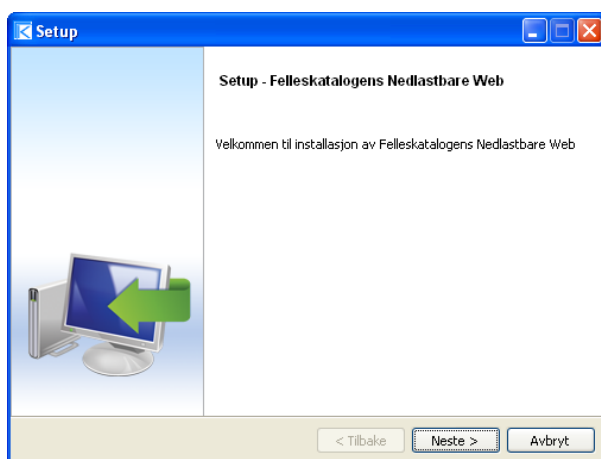 Setup
Setup - Felleskatalogens Nedlastbare Web
Velkommen til installasjon av Felleskatalogens Nedlastbare Web
< Tilbake
Neste >
Avbryt